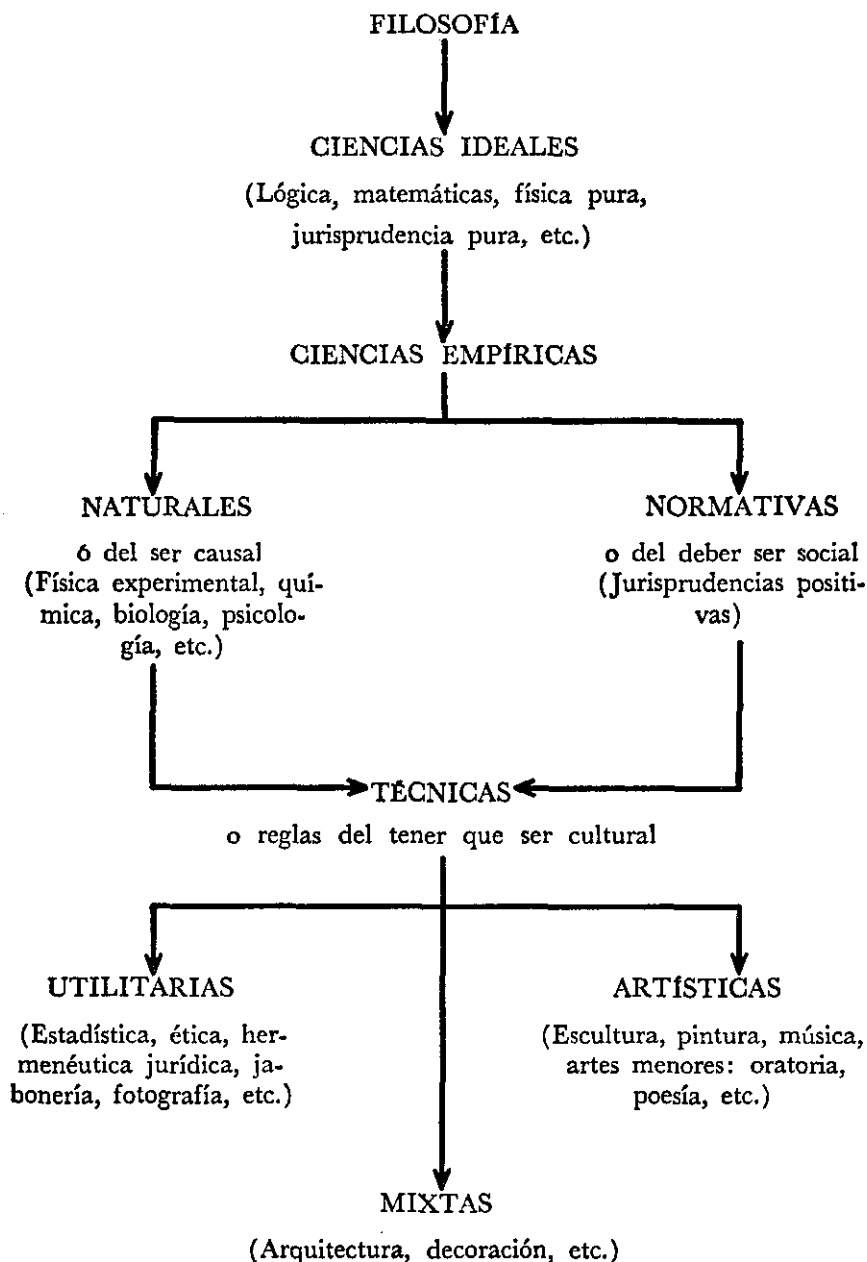 FILOSOFÍA
CIENCIAS IDEALES
(Lógica, matemáticas, física pura,
jurisprudencia pura, etc.)
CIENCIAS EMPÍRICAS
NATURALES
ó del ser causal
(Física experimental, quí-
mica, biología, psicolo-
gía, etc.)
NORMATIVAS
o del deber ser social
(Jurisprudencias positi-
vas)
TÉCNICAS
o reglas del tener que ser cultural
UTILITARIAS
(Estadística, ética, her-
menéutica jurídica, ja-
bonería, fotografía, etc.)
ARTÍSTICAS
(Escultura, pintura, música,
artes menores: oratoria,
poesía, etc.)
MIXTAS
(Arquitectura, decoración, etc.)